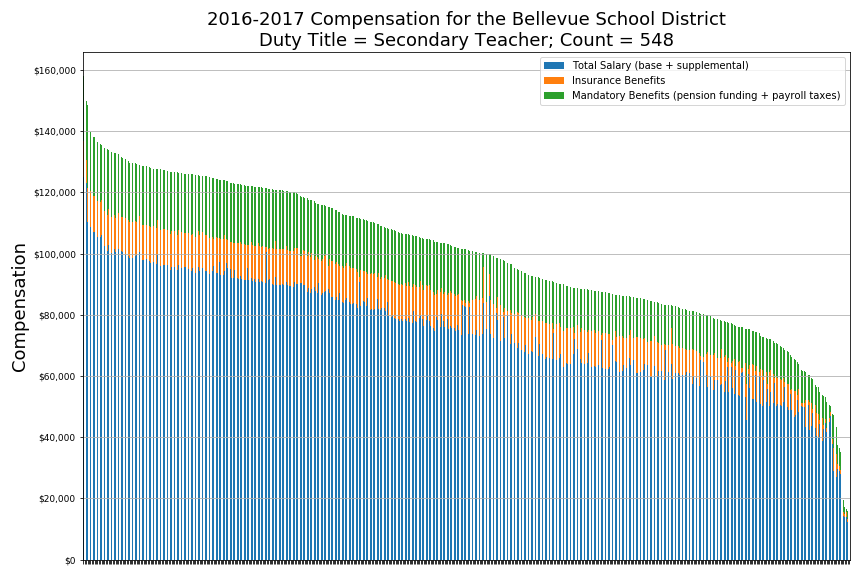 2016-2017 Compensation for the Bellevue School District
Duty Title = Secondary Teacher; Count = 548
Total Salary (base + supplemental)
Insurance Benefits
Mandatory Benefits (pension funding + payroll taxes)
Compensation
$160,000
$140,000
$120,000
$100,000
$80,000
$60,000
$40,000
$20,000
$0